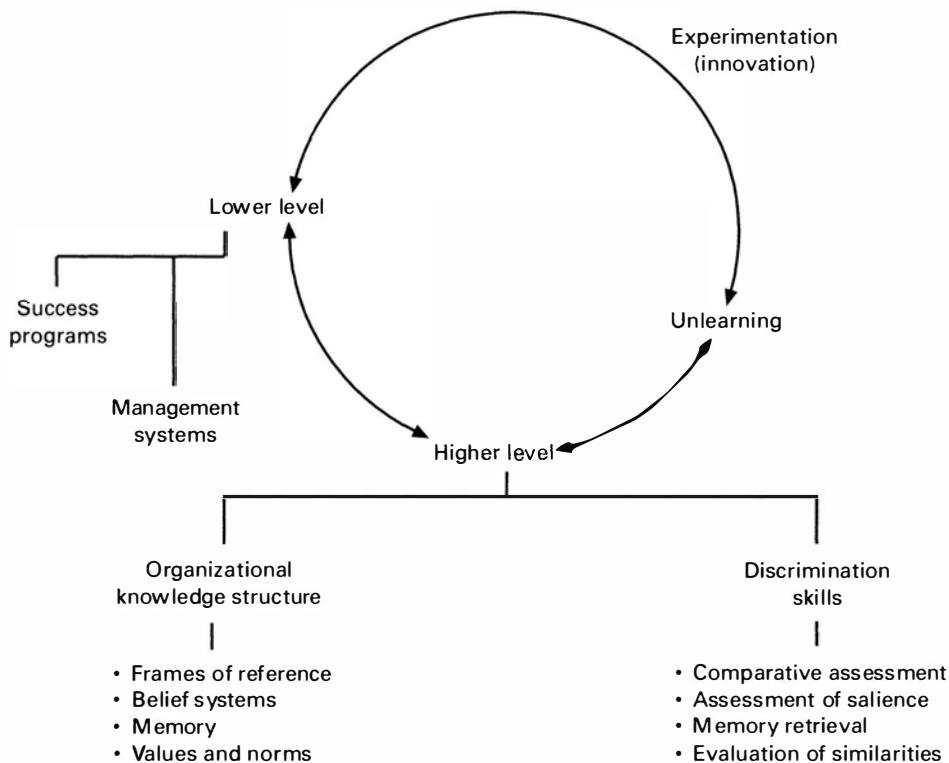 Experimentation
(innovation)
Lower level
Success
programs
Unlearning
Management
systems
Higher level
Organizational
knowledge structure
Discrimination
skills
• Frames of reference
• Belief systems
• Memory
• Values and norms
• Comparative assessment
• Assessment of salience
• Memory retrieval
• Evaluation of similarities